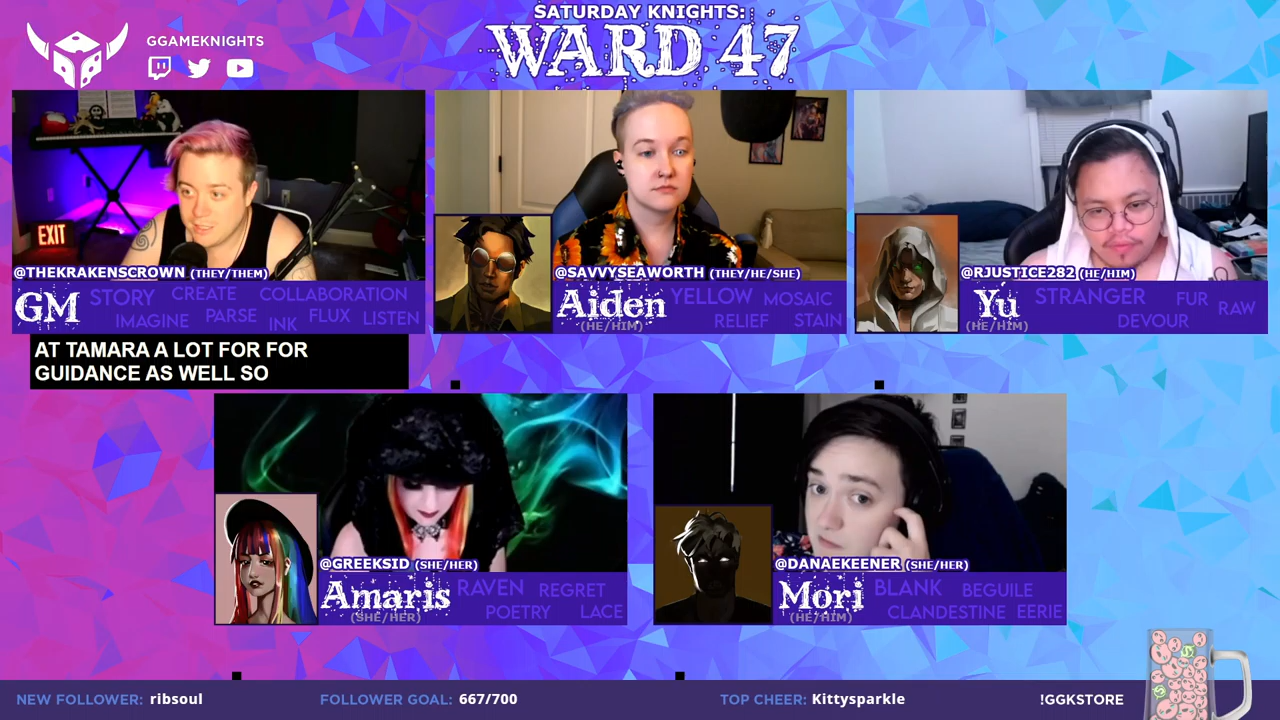 SATURDAY KNIGHTS:
WARD 47
GGAMEKNIGHTS
EXIT
@THEKRAKENSCROWN (THEY/THEM)
GM
STORY CREATE COLLABORATION
IMAGINE PARSE INK FLUX LISTEN
@SAVVYSEAWORTH (THEY/HE/SHE)
Aiden
(HE/HIM)
YELLOW MOSAIC
RELIEF STAIN
@RJUSTICE282 (HE/HIM)
Yu
(HE/HIM)
STRANGER FUR RAW
DEVOUR
AT TAMARA A LOT FOR FOR
GUIDANCE AS WELL SO
@GREEKSID (SHE/HER)
Amaris
(SHE/HER)
RAVEN REGRET
POETRY LACE
@DANAEKEENER (SHE/HER)
Mori
(HE/HIM)
BLANK BEGUILE
CLANDESTINE EERIE
NEW FOLLOWER: ribsoul FOLLOWER GOAL: 667/700 TOP CHEER: Kittysparkle !GGKSTORE